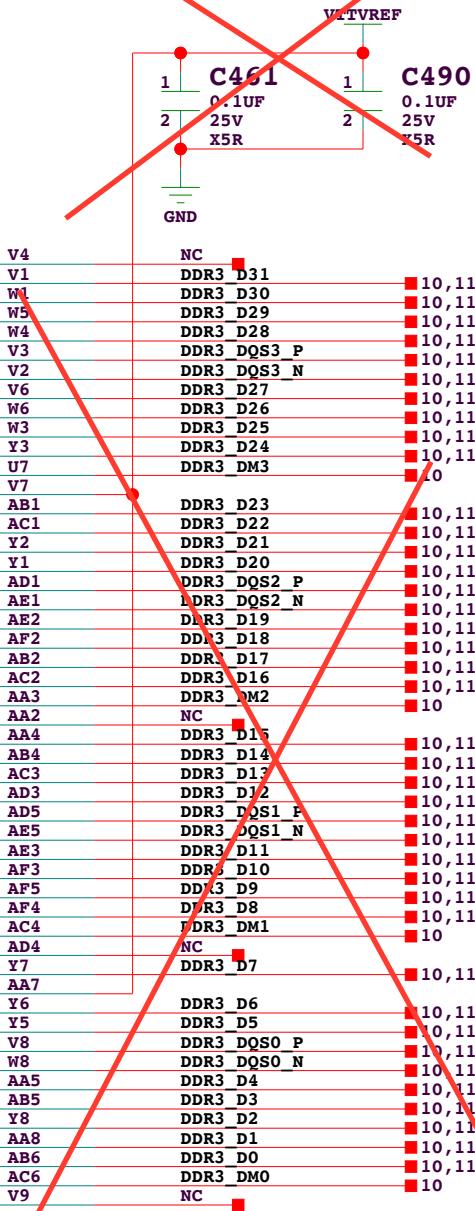 VTTVREF
1 C461 1 C490
0.1UF 0.1UF
2 25V 2 25V
X5R X5R
GND
V4 NC
V1 DDR3_D31 10,11
W1 DDR3_D30 10,11
W5 DDR3_D29 10,11
W4 DDR3_D28 10,11
V3 DDR3_DQS3_P 10,11
V2 DDR3_DQS3_N 10,11
V6 DDR3_D27 10,11
W6 DDR3_D26 10,11
W3 DDR3_D25 10,11
Y3 DDR3_D24 10,11
U7 DDR3_DM3 10
V7
AB1 DDR3_D23 10,11
AC1 DDR3_D22 10,11
Y2 DDR3_D21 10,11
Y1 DDR3_D20 10,11
AD1 DDR3_DQS2_P 10,11
AE1 DDR3_DQS2_N 10,11
AE2 DDR3_D19 10,11
AF2 DDR3_D18 10,11
AB2 DDR3_D17 10,11
AC2 DDR3_D16 10,11
AA3 DDR3_DM2 10
AA2 NC
AA4 DDR3_D15 10,11
AB4 DDR3_D14 10,11
AC3 DDR3_D13 10,11
AD3 DDR3_D12 10,11
AD5 DDR3_DQS1_P 10,11
AE5 DDR3_DQS1_N 10,11
AE3 DDR3_D11 10,11
AF3 DDR3_D10 10,11
AF5 DDR3_D9 10,11
AF4 DDR3_D8 10,11
AC4 DDR3_DM1 10
AD4 NC
Y7 DDR3_D7 10,11
AA7
Y6 DDR3_D6 10,11
Y5 DDR3_D5 10,11
V8 DDR3_DQS0_P 10,11
W8 DDR3_DQS0_N 10,11
AA5 DDR3_D4 10,11
AB5 DDR3_D3 10,11
Y8 DDR3_D2 10,11
AA8 DDR3_D1 10,11
AB6 DDR3_D0 10,11
AC6 DDR3_DM0 10
V9 NC